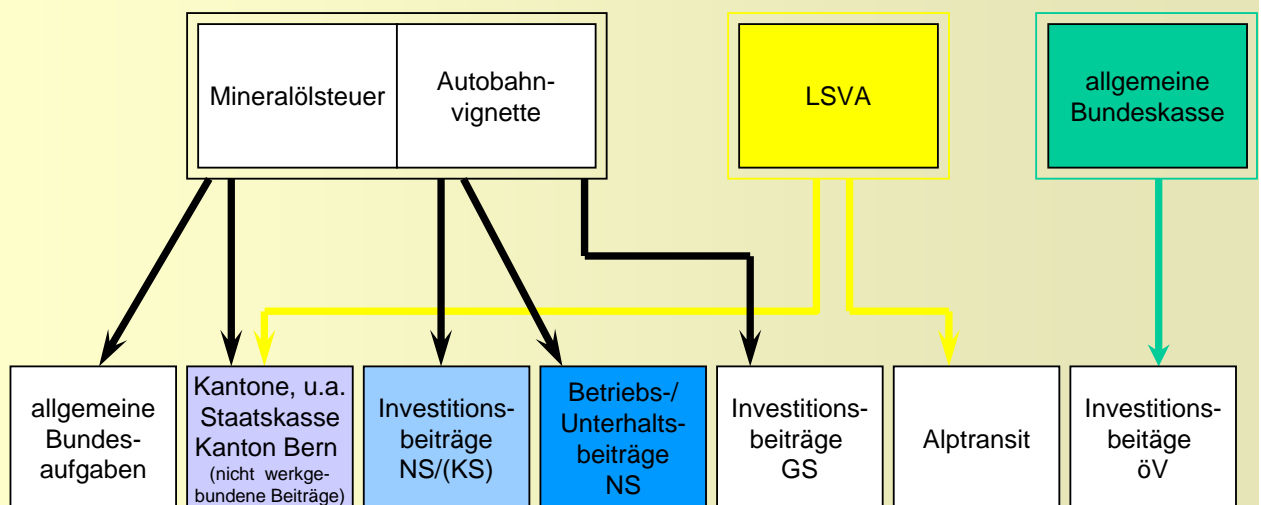 Mineralölsteuer
Autobahn-
vignette
LSVA
allgemeine
Bundeskasse
allgemeine
Bundes-
aufgaben
Kantone, u.a.
Staatskasse
Kanton Bern
(nicht werkge-
bundene Beiträge)
Investitions-
beiträge
NS/(KS)
Betriebs-/
Unterhalts-
beiträge
NS
Investitions-
beiträge
GS
Alptransit
Investitions-
beitäge
öV